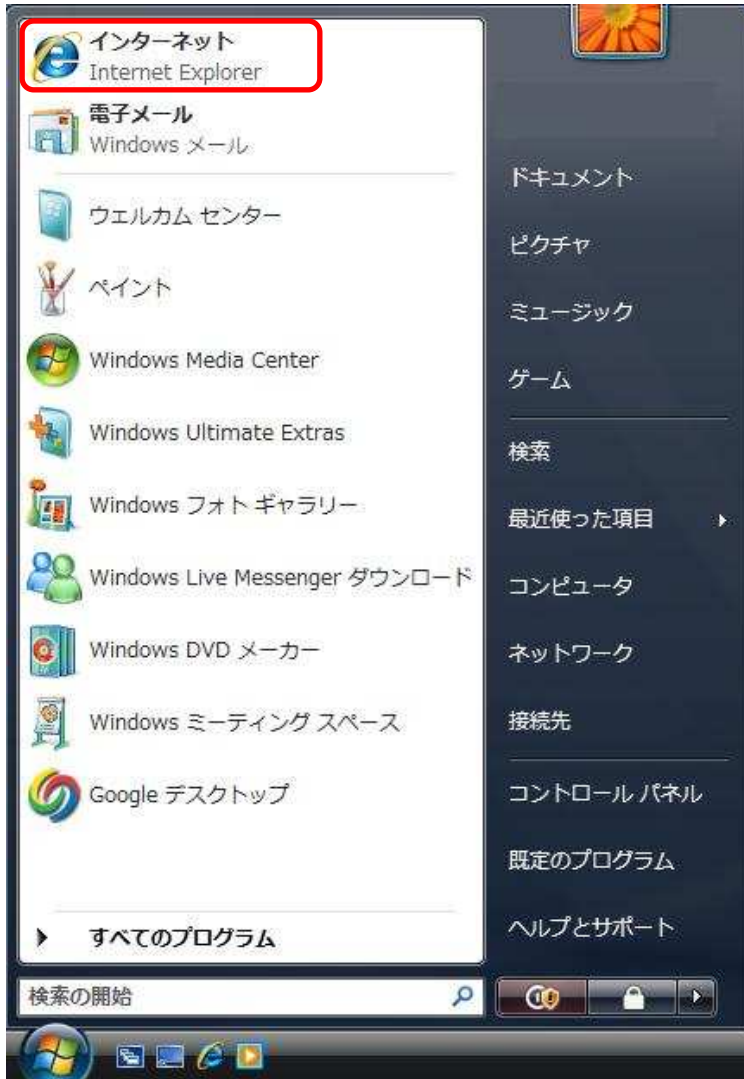 インターネット
Internet Explorer
電子メール
Windows メール
ウェルカム センター
ペイント
Windows Media Center
Windows Ultimate Extras
Windows フォト ギャラリー
Windows Live Messenger ダウンロード
Windows DVD メーカー
Windows ミーティング スペース
Google デスクトップ
すべてのプログラム
検索の開始
ドキュメント
ピクチャ
ミュージック
ゲーム
検索
最近使った項目
コンピュータ
ネットワーク
接続先
コントロール パネル
既定のプログラム
ヘルプとサポート